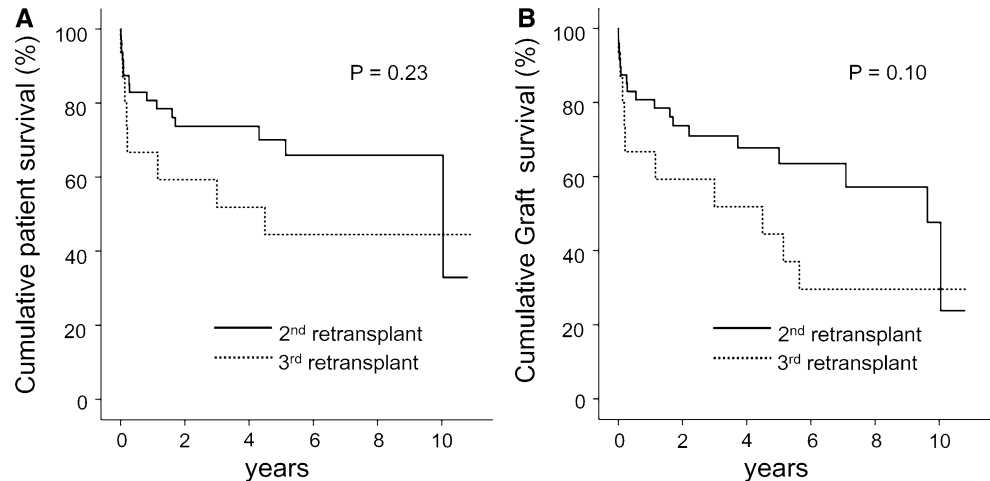 A
Cumulative patient survival (%)
100
80
60
40
20
0
P = 0.23
2nd retransplant
3rd retransplant
0 2 4 6 8 10
years
B
Cumulative Graft survival (%)
100
80
60
40
20
0
P = 0.10
2nd retransplant
3rd retransplant
0 2 4 6 8 10
years